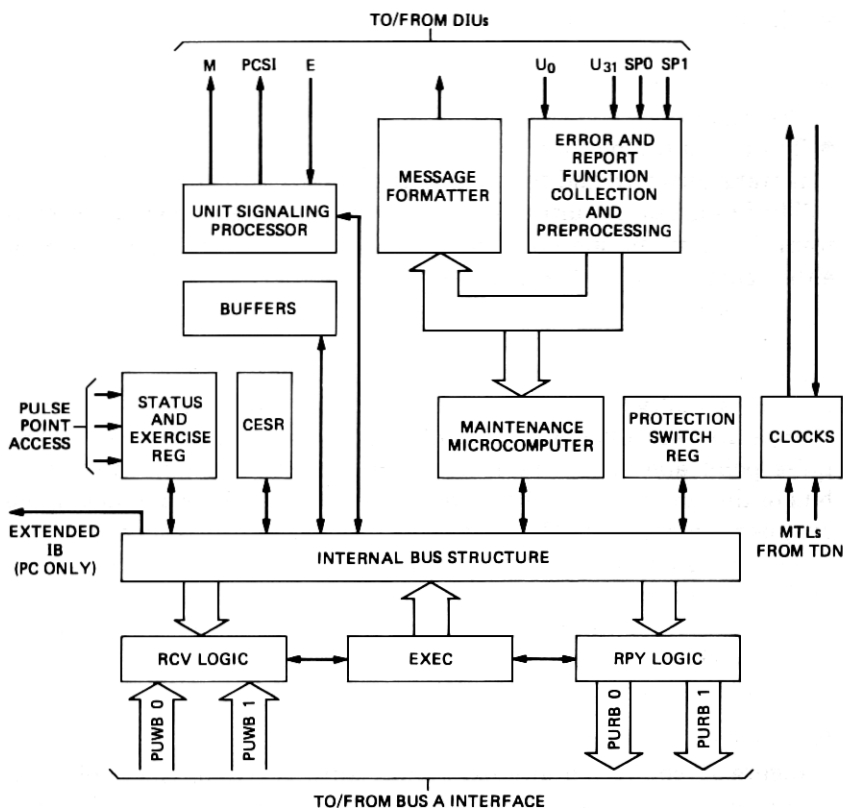 TO/FROM DIUs
M PCSI E U0 U31 SP0 SP1
UNIT SIGNALING
PROCESSOR
MESSAGE
FORMATTER
ERROR AND
REPORT
FUNCTION
COLLECTION
AND
PREPROCESSING
BUFFERS
PULSE
POINT
ACCESS
STATUS
AND
EXERCISE
REG
CESR
MAINTENANCE
MICROCOMPUTER
PROTECTION
SWITCH
REG
CLOCKS
EXTENDED
IB
(PC ONLY)
INTERNAL BUS STRUCTURE
MTLs
FROM TDN
RCV LOGIC
EXEC
RPY LOGIC
PUWB 0
PUWB 1
PURB 0
PURB 1
TO/FROM BUS A INTERFACE